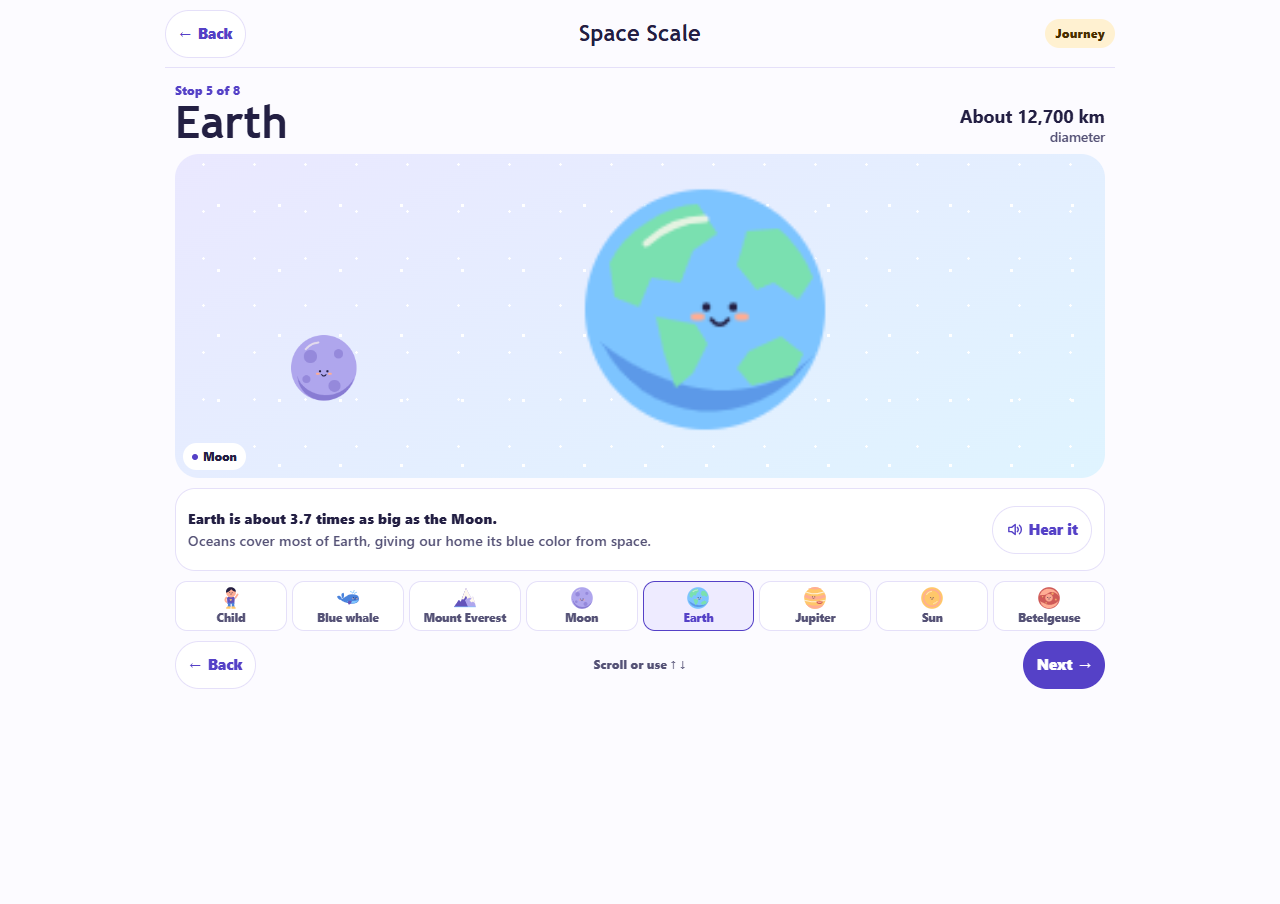 ← Back
Space Scale
Journey
Stop 5 of 8
Earth
About 12,700 km
diameter
Moon
Earth is about 3.7 times as big as the Moon.
Oceans cover most of Earth, giving our home its blue color from space.
Hear it
Child
Blue whale
Mount Everest
Moon
Earth
Jupiter
Sun
Betelgeuse
← Back
Scroll or use ↑ ↓
Next →